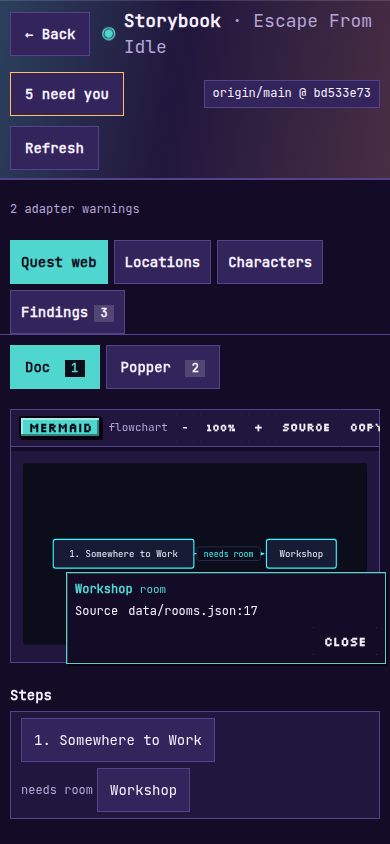 ← Back
Storybook · Escape From Idle
5 need you
origin/main @ bd533e73
Refresh
2 adapter warnings
Quest web
Locations
Characters
Findings 3
Doc 1
Popper 2
MERMAID flowchart - 100% + SOURCE COPY
1. Somewhere to Work
needs room
Workshop
Workshop room
Source data/rooms.json:17
CLOSE
Steps
1. Somewhere to Work
needs room Workshop